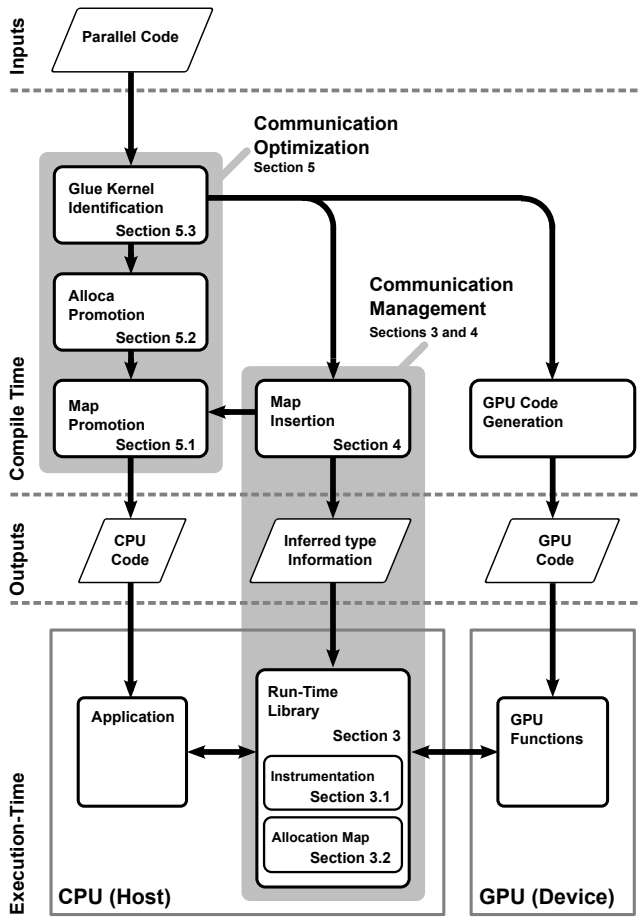 Inputs
Parallel Code
Communication
Optimization
Section 5
Compile Time
Glue Kernel
Identification
Section 5.3
Alloca
Promotion
Section 5.2
Communication
Management
Sections 3 and 4
Map
Promotion
Section 5.1
Map
Insertion
Section 4
GPU Code
Generation
Outputs
CPU
Code
Inferred type
Information
GPU
Code
Execution-Time
Application
Run-Time
Library
Section 3
Instrumentation
Section 3.1
Allocation Map
Section 3.2
GPU
Functions
CPU (Host)
GPU (Device)